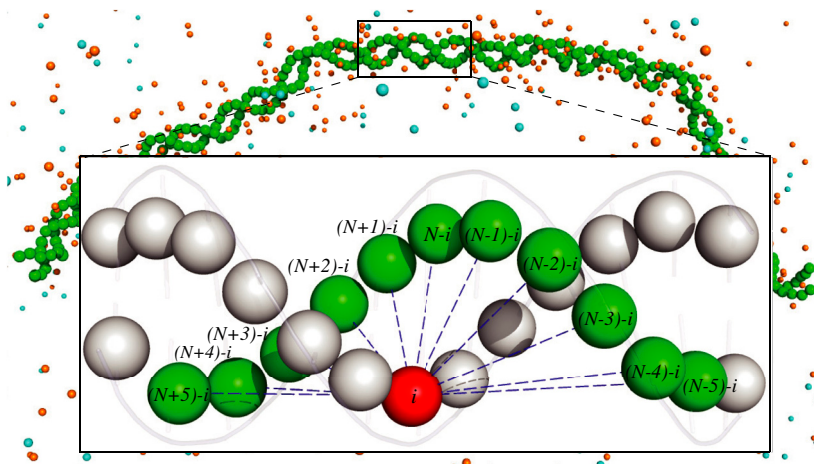 (N+1)-i
N-i
(N-1)-i
(N+2)-i
(N-2)-i
(N+3)-i
(N-3)-i
(N+4)-i
(N+5)-i
i
(N-4)-i
(N-5)-i